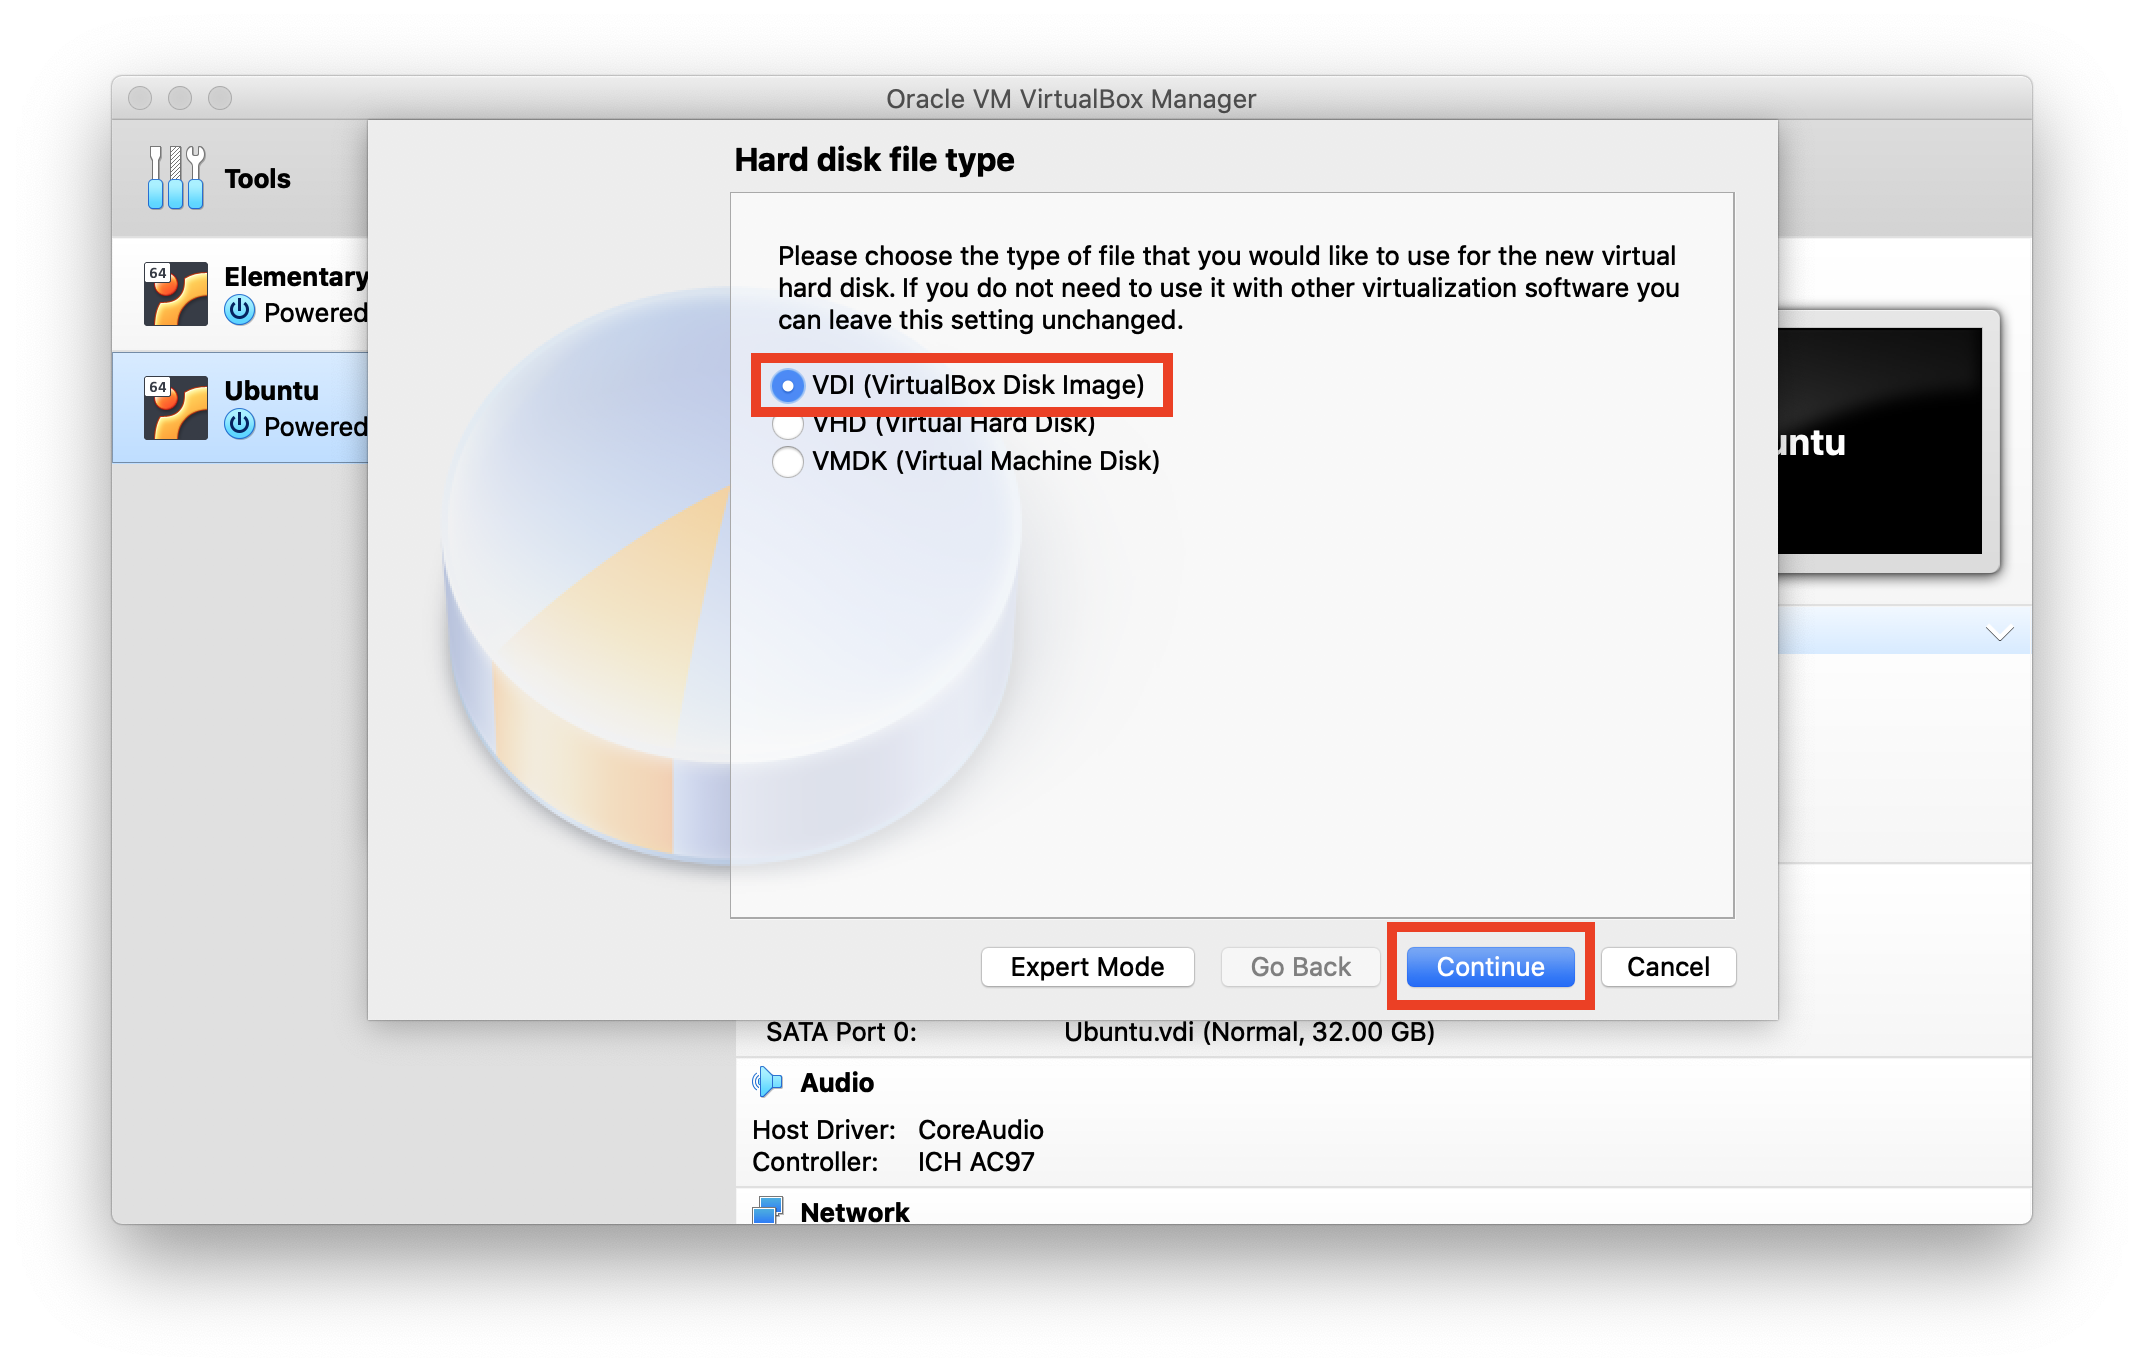 Oracle VM VirtualBox Manager
Tools
64
Elementary
Powered
64
Ubuntu
Powered
Hard disk file type
Please choose the type of file that you would like to use for the new virtual
hard disk. If you do not need to use it with other virtualization software you
can leave this setting unchanged.
VDI (VirtualBox Disk Image)
VHD (Virtual Hard Disk)
VMDK (Virtual Machine Disk)
untu
Expert Mode
Go Back
Continue
Cancel
SATA Port 0: Ubuntu.vdi (Normal, 32.00 GB)
Audio
Host Driver: CoreAudio
Controller: ICH AC97
Network